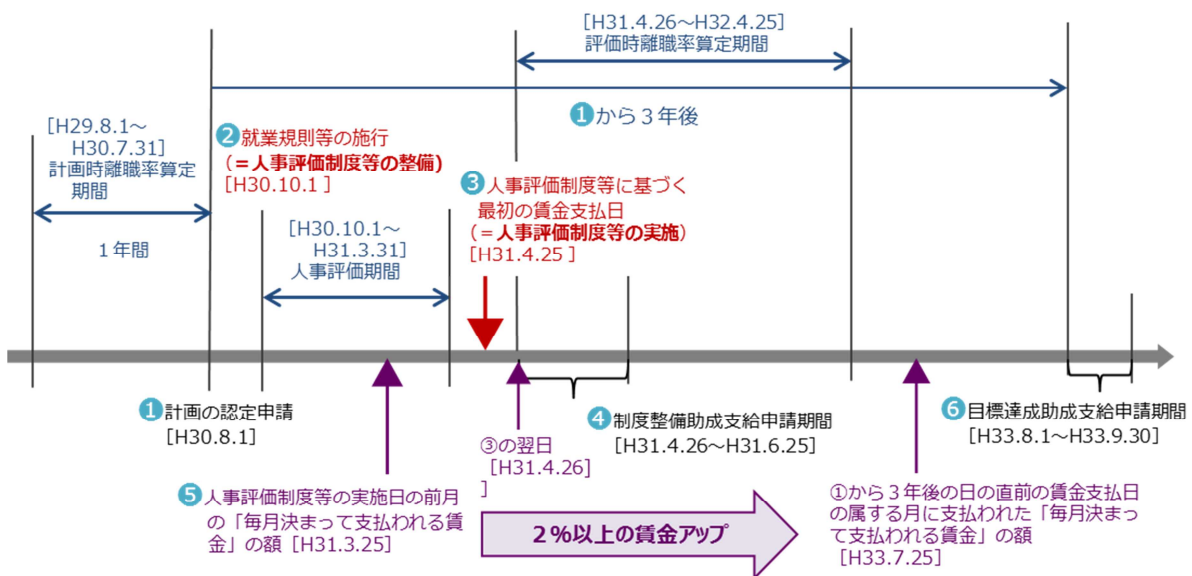 [H31.4.26～H32.4.25]
評価時離職率算定期間
❶から３年後
[H29.8.1～
H30.7.31]
計画時離職率算定
期間
１年間
❷就業規則等の施行
(＝人事評価制度等の整備)
[H30.10.1 ]
[H30.10.1～
H31.3.31]
人事評価期間
❸人事評価制度等に基づく
最初の賃金支払日
(＝人事評価制度等の実施)
[H31.4.25 ]
❶計画の認定申請
[H30.8.1]
③の翌日
[H31.4.26]
]
❹制度整備助成支給申請期間
[H31.4.26～H31.6.25]
❻目標達成助成支給申請期間
[H33.8.1～H33.9.30]
❺人事評価制度等の実施日の前月
の「毎月決まって支払われる賃
金」の額 [H31.3.25]
２％以上の賃金アップ
①から３年後の日の直前の賃金支払日
の属する月に支払われた「毎月決まっ
て支払われる賃金」の額
[H33.7.25]